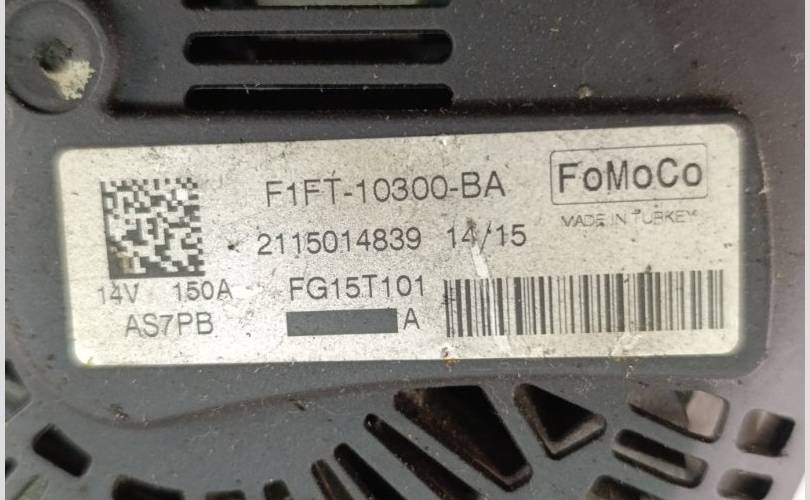 F1FT-10300-BA
FoMoCo
MADE IN TURKEY
2115014839 14/15
14V 150A
FG15T101
AS7PB
A